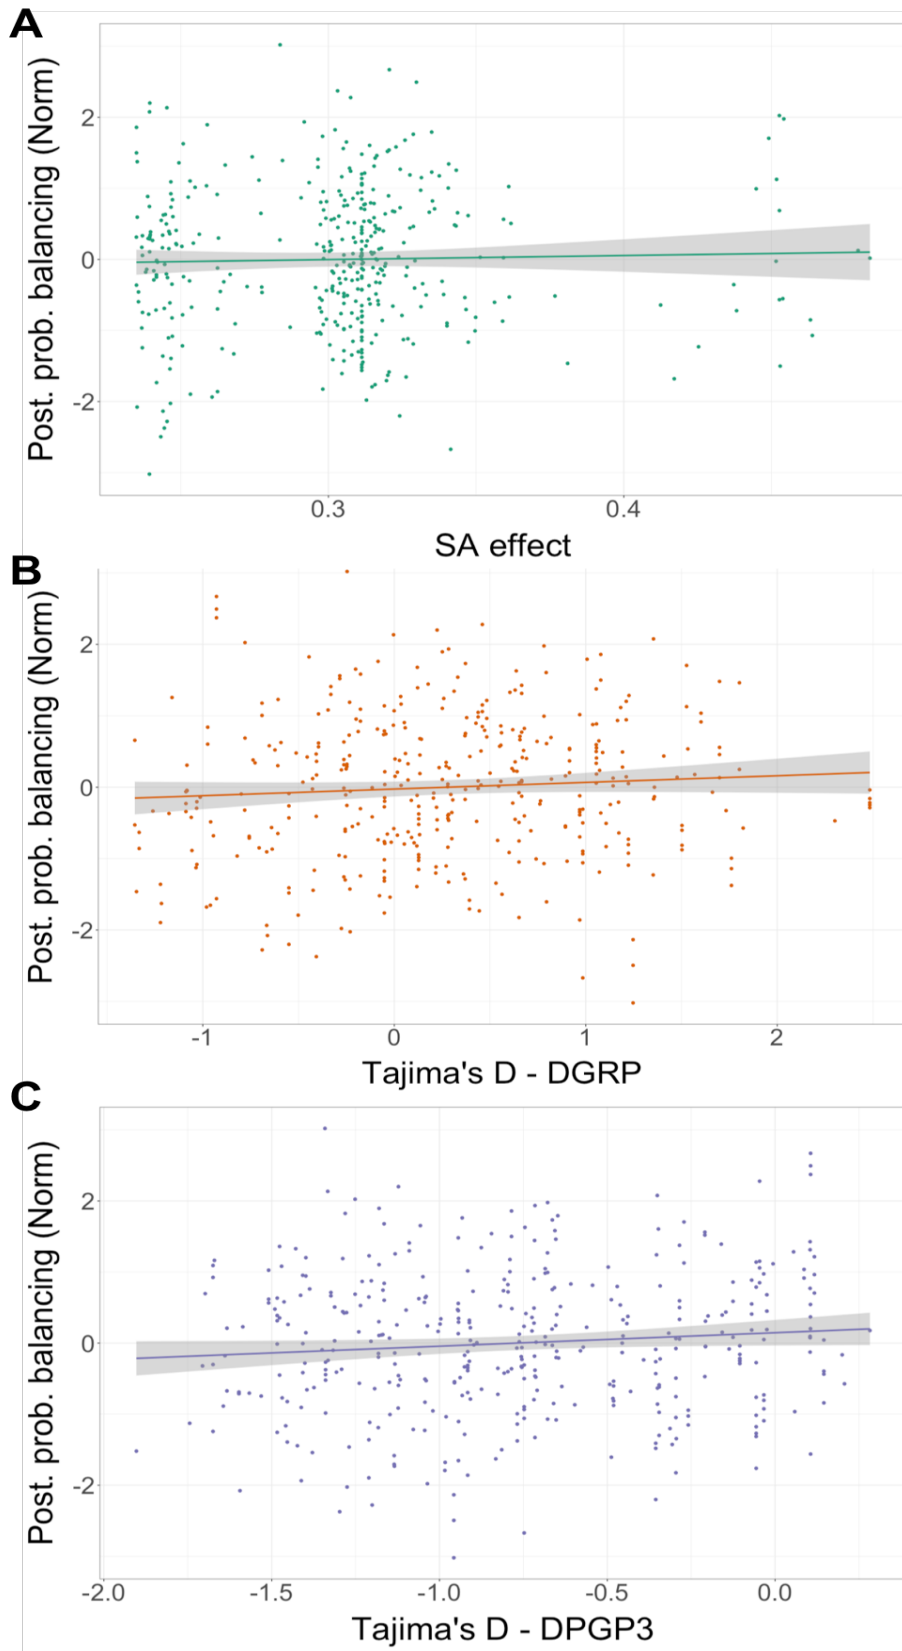 A
Post. prob. balancing (Norm)
2
0
-2
0.3
0.4
SA effect
B
Post. prob. balancing (Norm)
2
0
-2
-1
0
1
2
Tajima's D - DGRP
C
Post. prob. balancing (Norm)
2
0
-2
-2.0
-1.5
-1.0
-0.5
0.0
Tajima's D - DPGP3